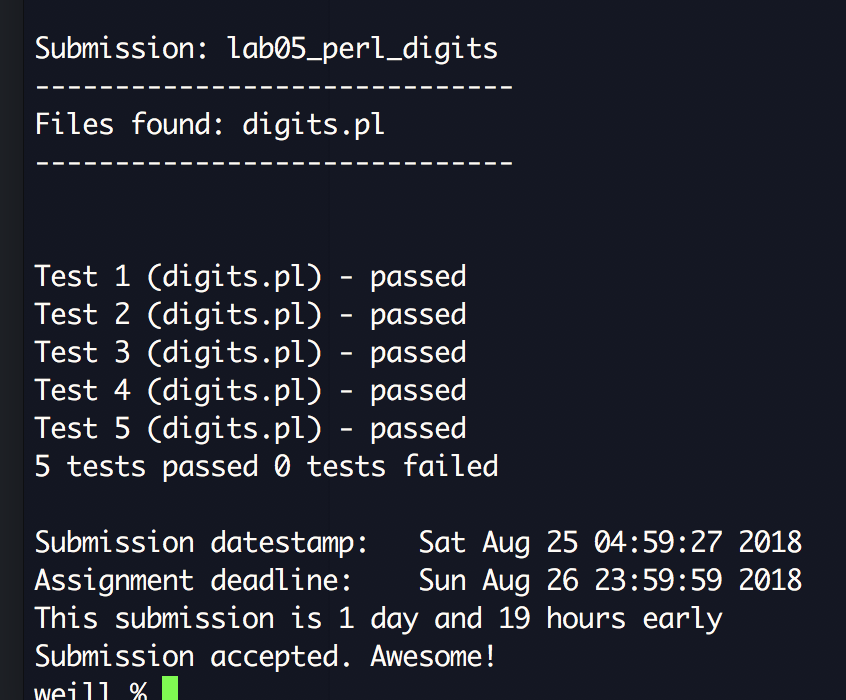 Submission: lab05_perl_digits
------------------------------
Files found: digits.pl
------------------------------
Test 1 (digits.pl) - passed
Test 2 (digits.pl) - passed
Test 3 (digits.pl) - passed
Test 4 (digits.pl) - passed
Test 5 (digits.pl) - passed
5 tests passed 0 tests failed
Submission datestamp:   Sat Aug 25 04:59:27 2018
Assignment deadline:    Sun Aug 26 23:59:59 2018
This submission is 1 day and 19 hours early
Submission accepted. Awesome!
weill %